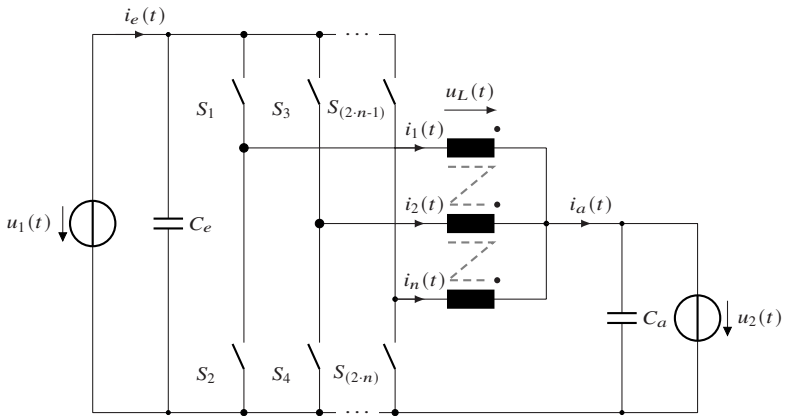 i_e(t)
···
S_1
S_3
S_(2·n-1)
u_L(t)
i_1(t)
i_2(t)
i_a(t)
u_1(t)
C_e
i_n(t)
C_a
u_2(t)
S_2
S_4
S_(2·n)
···